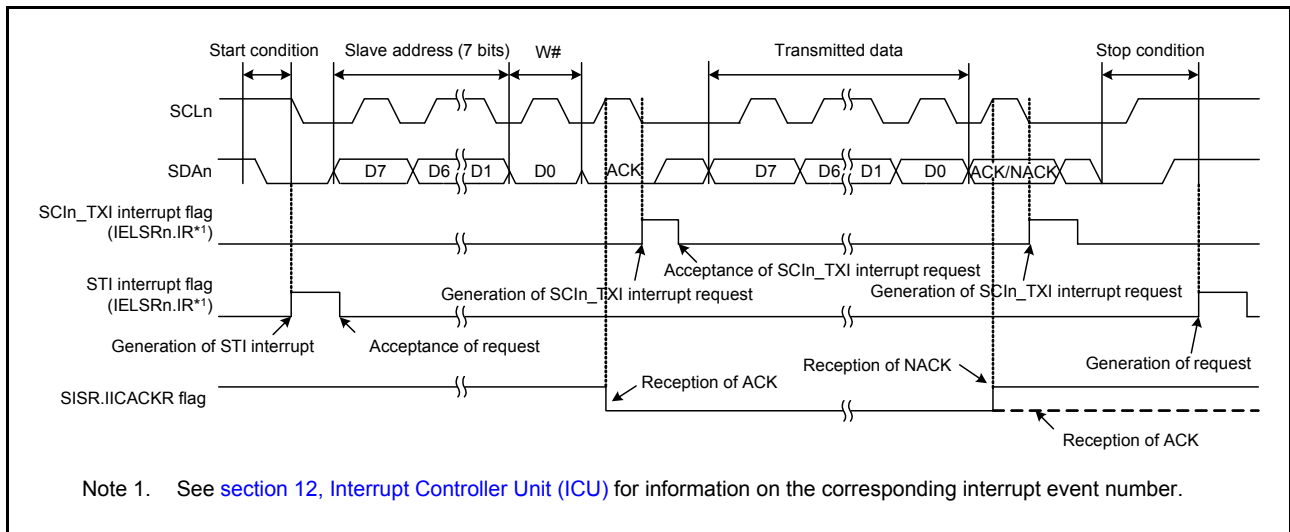 Start condition Slave address (7 bits) W# Transmitted data Stop condition
SCLn
SDAn D7 D6 D1 D0 ACK D7 D6 D1 D0 ACK/NACK
SCIn_TXI interrupt flag
(IELSRn.IR*1)
Acceptance of SCIn_TXI interrupt request
STI interrupt flag
(IELSRn.IR*1)
Generation of SCIn_TXI interrupt request Generation of SCIn_TXI interrupt request
Generation of STI interrupt Acceptance of request Generation of request
SISR.IICACKR flag Reception of ACK Reception of NACK
Reception of ACK
Note 1. See section 12, Interrupt Controller Unit (ICU) for information on the corresponding interrupt event number.